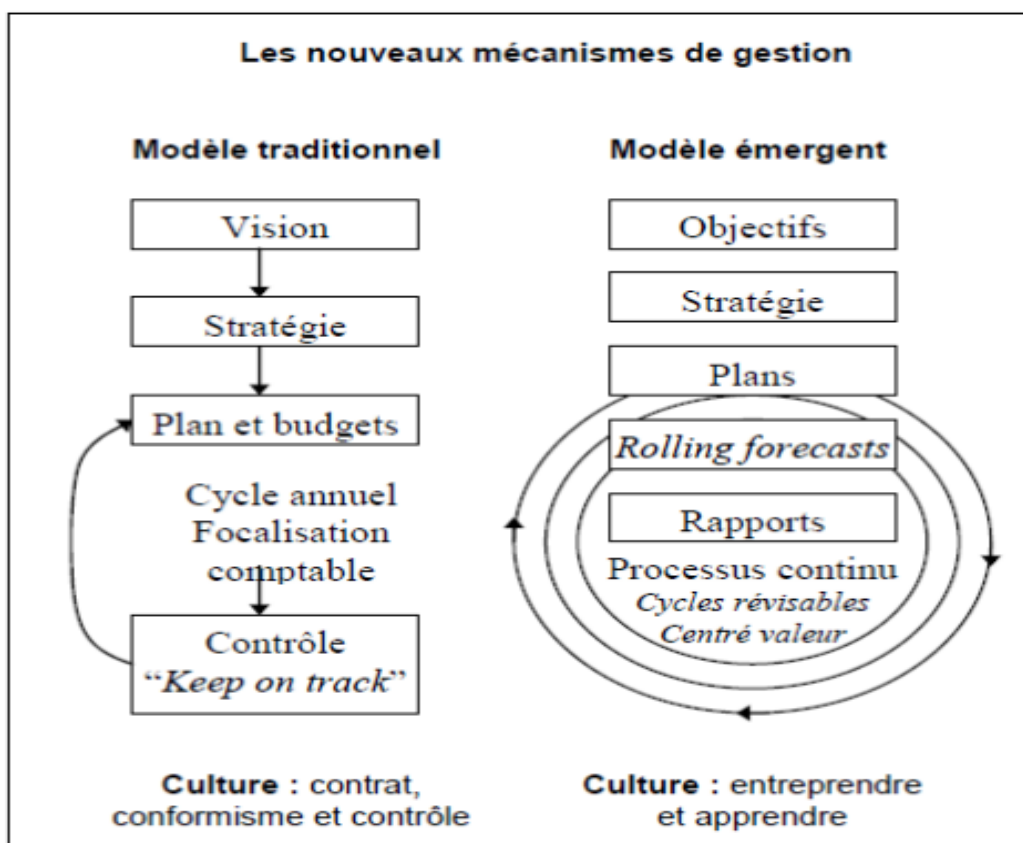 Les nouveaux mécanismes de gestion
Modèle traditionnel
Vision
Stratégie
Plan et budgets
Cycle annuel
Focalisation
comptable
Contrôle
“Keep on track”
Culture : contrat,
conformisme et contrôle
Modèle émergent
Objectifs
Stratégie
Plans
Rolling forecasts
Rapports
Processus continu
Cycles révisables
Centré valeur
Culture : entreprendre
et apprendre